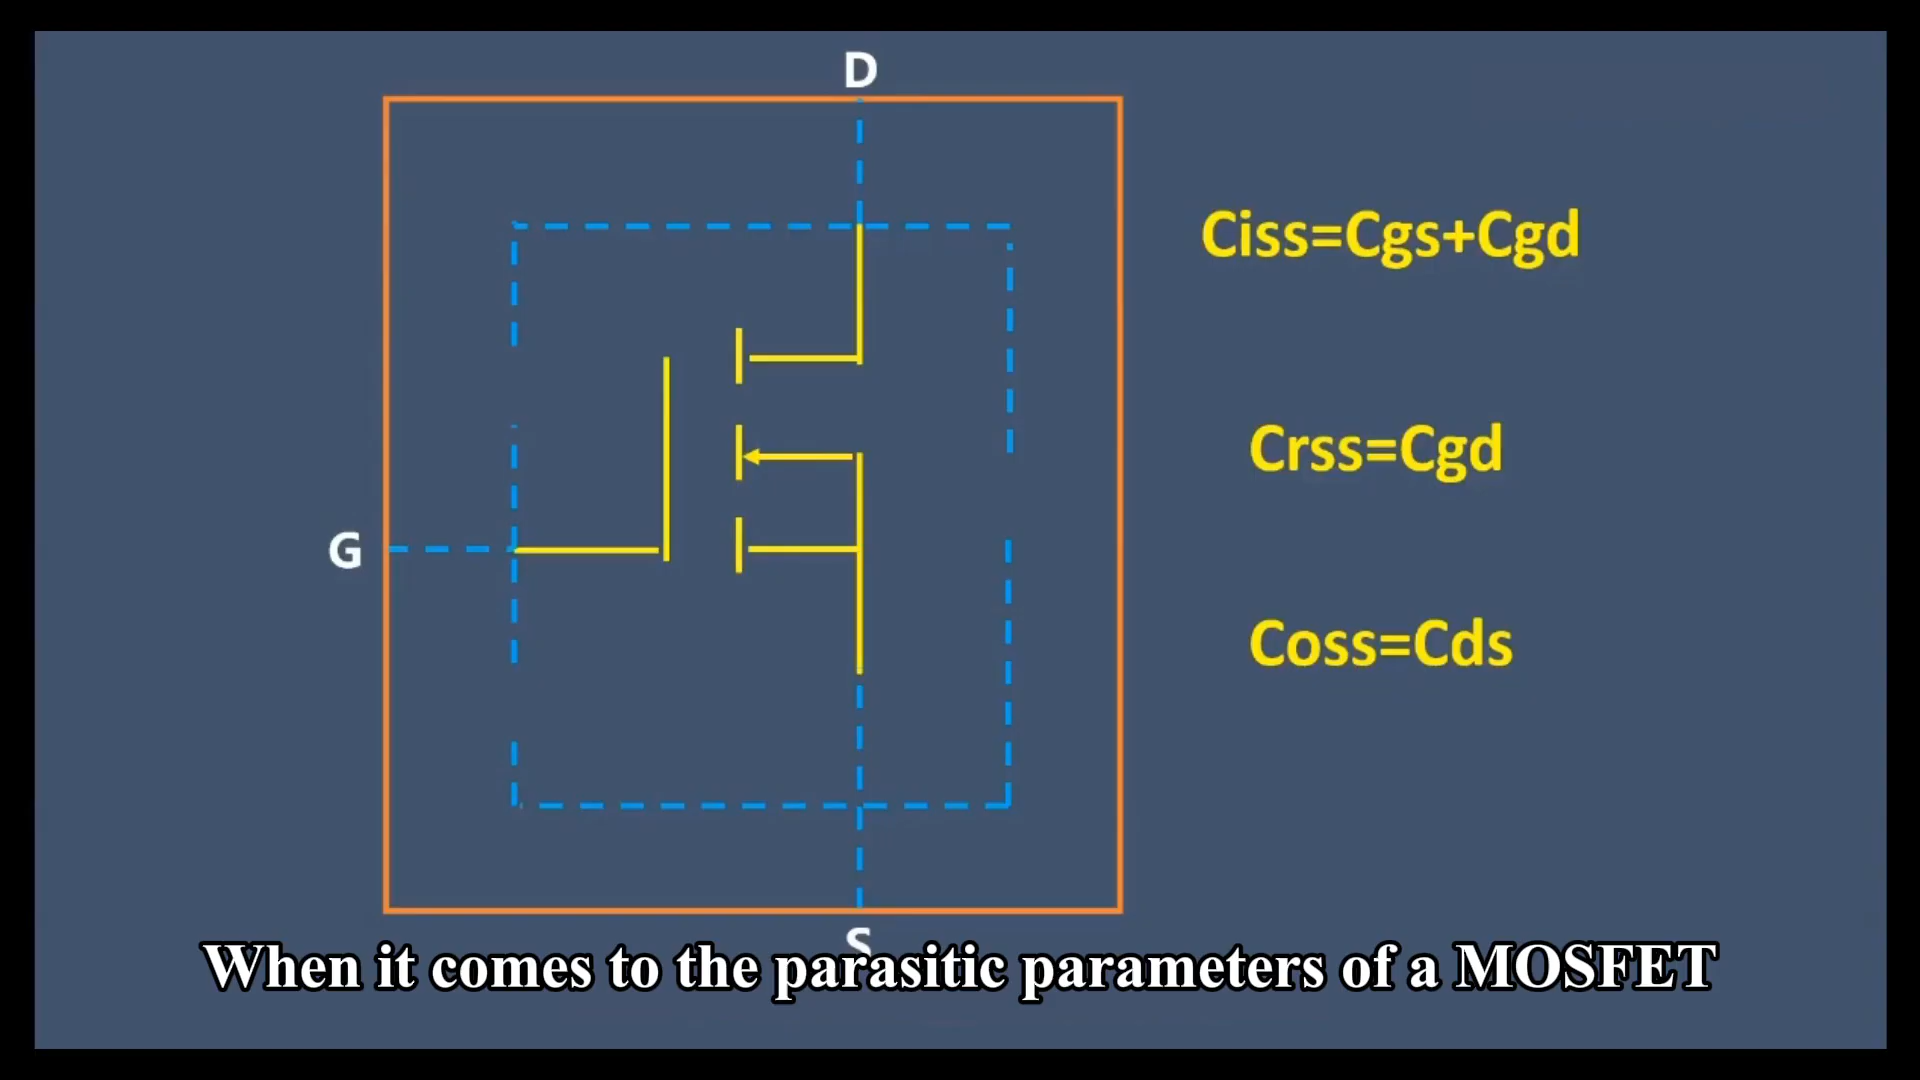 D
Ciss=Cgs+Cgd
Crss=Cgd
G
Coss=Cds
S
When it comes to the parasitic parameters of a MOSFET